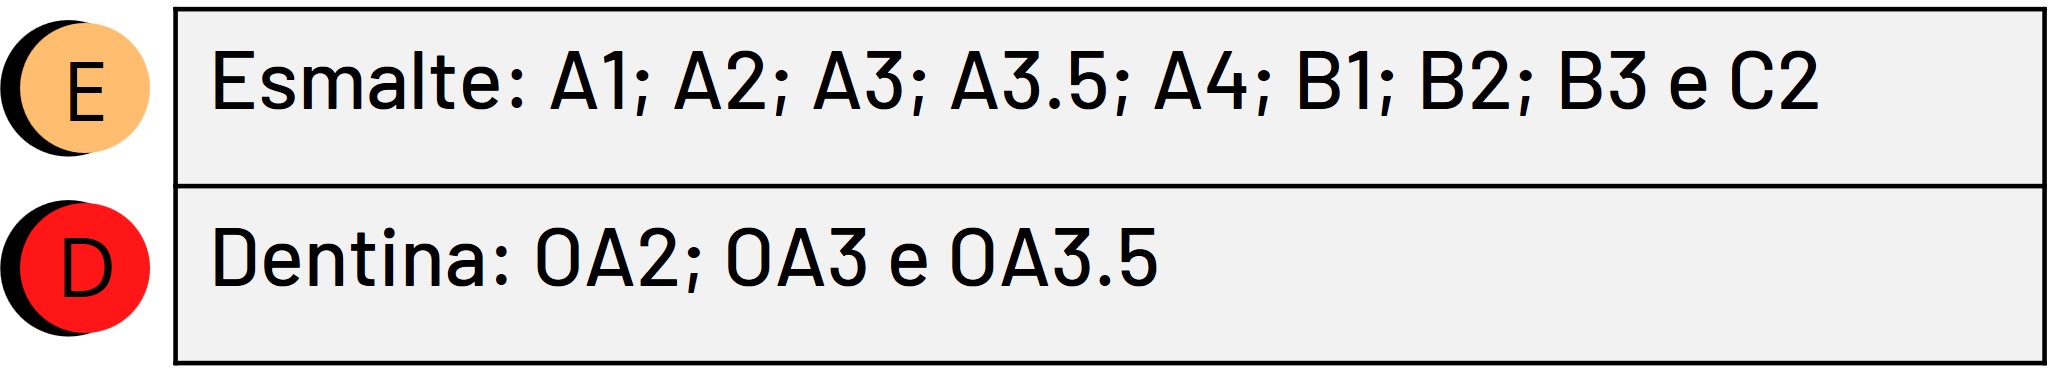 E
Esmalte: A1; A2; A3; A3.5; A4; B1; B2; B3 e C2
D
Dentina: OA2; OA3 e OA3.5